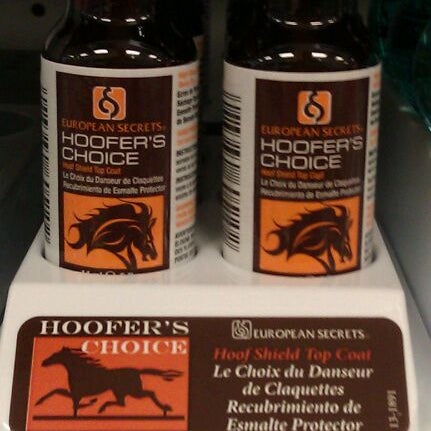 EUROPEAN SECRETS
HOOFER'S
CHOICE
Hoof Shield Top Coat
Le Choix du Danseur de Claquettes
Recubrimiento de Esmalte Protector
EUROPEAN SECRETS
HOOFER'S
CHOICE
Hoof Shield Top Coat
Le Choix du Danseur de Claquettes
Recubrimiento de Esmalte Protector
HOOFER'S
CHOICE
EUROPEAN SECRETS
Hoof Shield Top Coat
Le Choix du Danseur
de Claquettes
Recubrimiento de
Esmalte Protector
13-1891